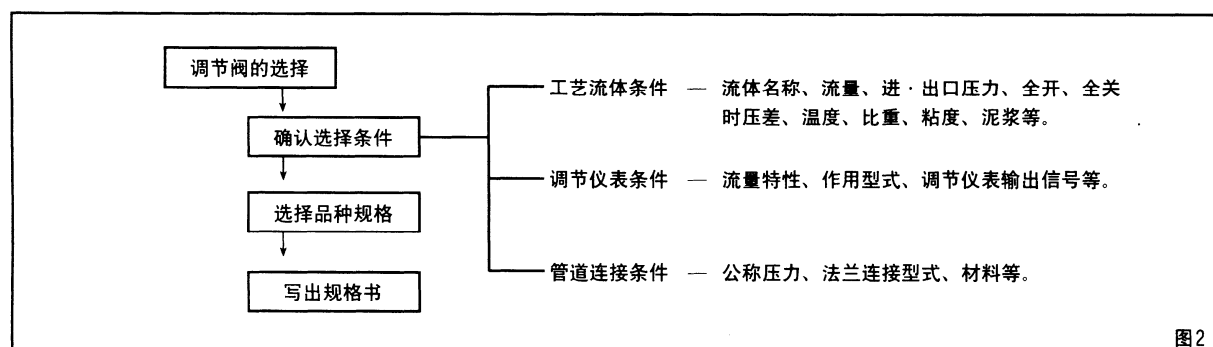 调节阀的选择
确认选择条件
选择品种规格
写出规格书
工艺流体条件 — 流体名称、流量、进·出口压力、全开、全关
时压差、温度、比重、粘度、泥浆等。
调节仪表条件 — 流量特性、作用型式、调节仪表输出信号等。
管道连接条件 — 公称压力、法兰连接型式、材料等。
图2